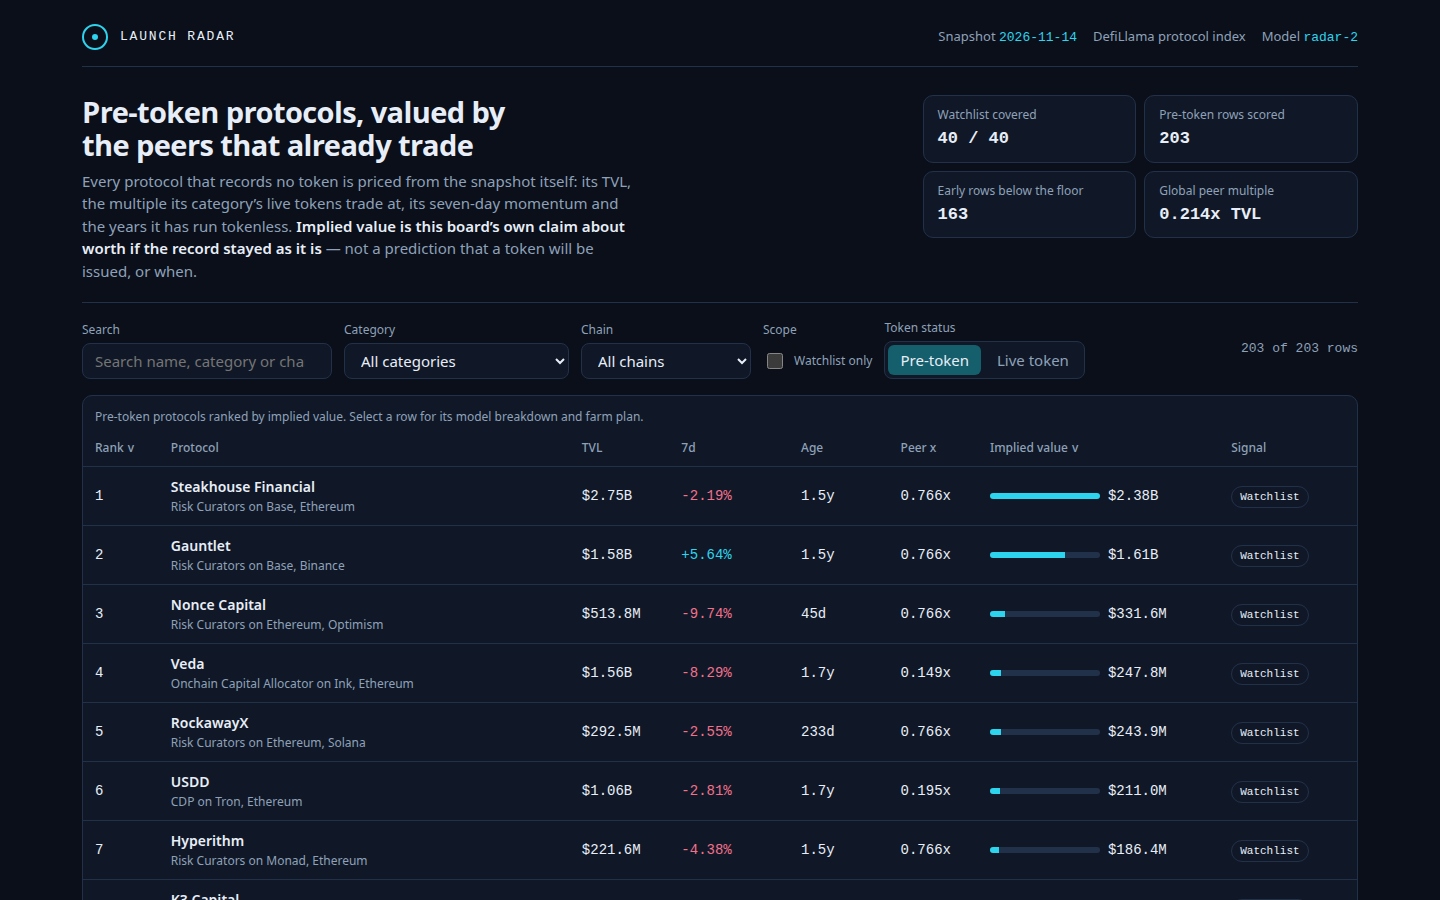 LAUNCH RADAR
Snapshot 2026-11-14 DefiLlama protocol index Model radar-2
Pre-token protocols, valued by
the peers that already trade
Every protocol that records no token is priced from the snapshot itself: its TVL,
the multiple its category’s live tokens trade at, its seven-day momentum and
the years it has run tokenless. Implied value is this board’s own claim about
worth if the record stayed as it is — not a prediction that a token will be
issued, or when.
Watchlist covered
40 / 40
Pre-token rows scored
203
Early rows below the floor
163
Global peer multiple
0.214x TVL
Search Category Chain Scope Token status
Search name, category or cha All categories All chains Watchlist only Pre-token Live token 203 of 203 rows
Pre-token protocols ranked by implied value. Select a row for its model breakdown and farm plan.
Rank v Protocol TVL 7d Age Peer x Implied value v Signal
1 Steakhouse Financial $2.75B -2.19% 1.5y 0.766x $2.38B Watchlist
Risk Curators on Base, Ethereum
2 Gauntlet $1.58B +5.64% 1.5y 0.766x $1.61B Watchlist
Risk Curators on Base, Binance
3 Nonce Capital $513.8M -9.74% 45d 0.766x $331.6M Watchlist
Risk Curators on Ethereum, Optimism
4 Veda $1.56B -8.29% 1.7y 0.149x $247.8M Watchlist
Onchain Capital Allocator on Ink, Ethereum
5 RockawayX $292.5M -2.55% 233d 0.766x $243.9M Watchlist
Risk Curators on Ethereum, Solana
6 USDD $1.06B -2.81% 1.7y 0.195x $211.0M Watchlist
CDP on Tron, Ethereum
7 Hyperithm $221.6M -4.38% 1.5y 0.766x $186.4M Watchlist
Risk Curators on Monad, Ethereum
K3 Capital